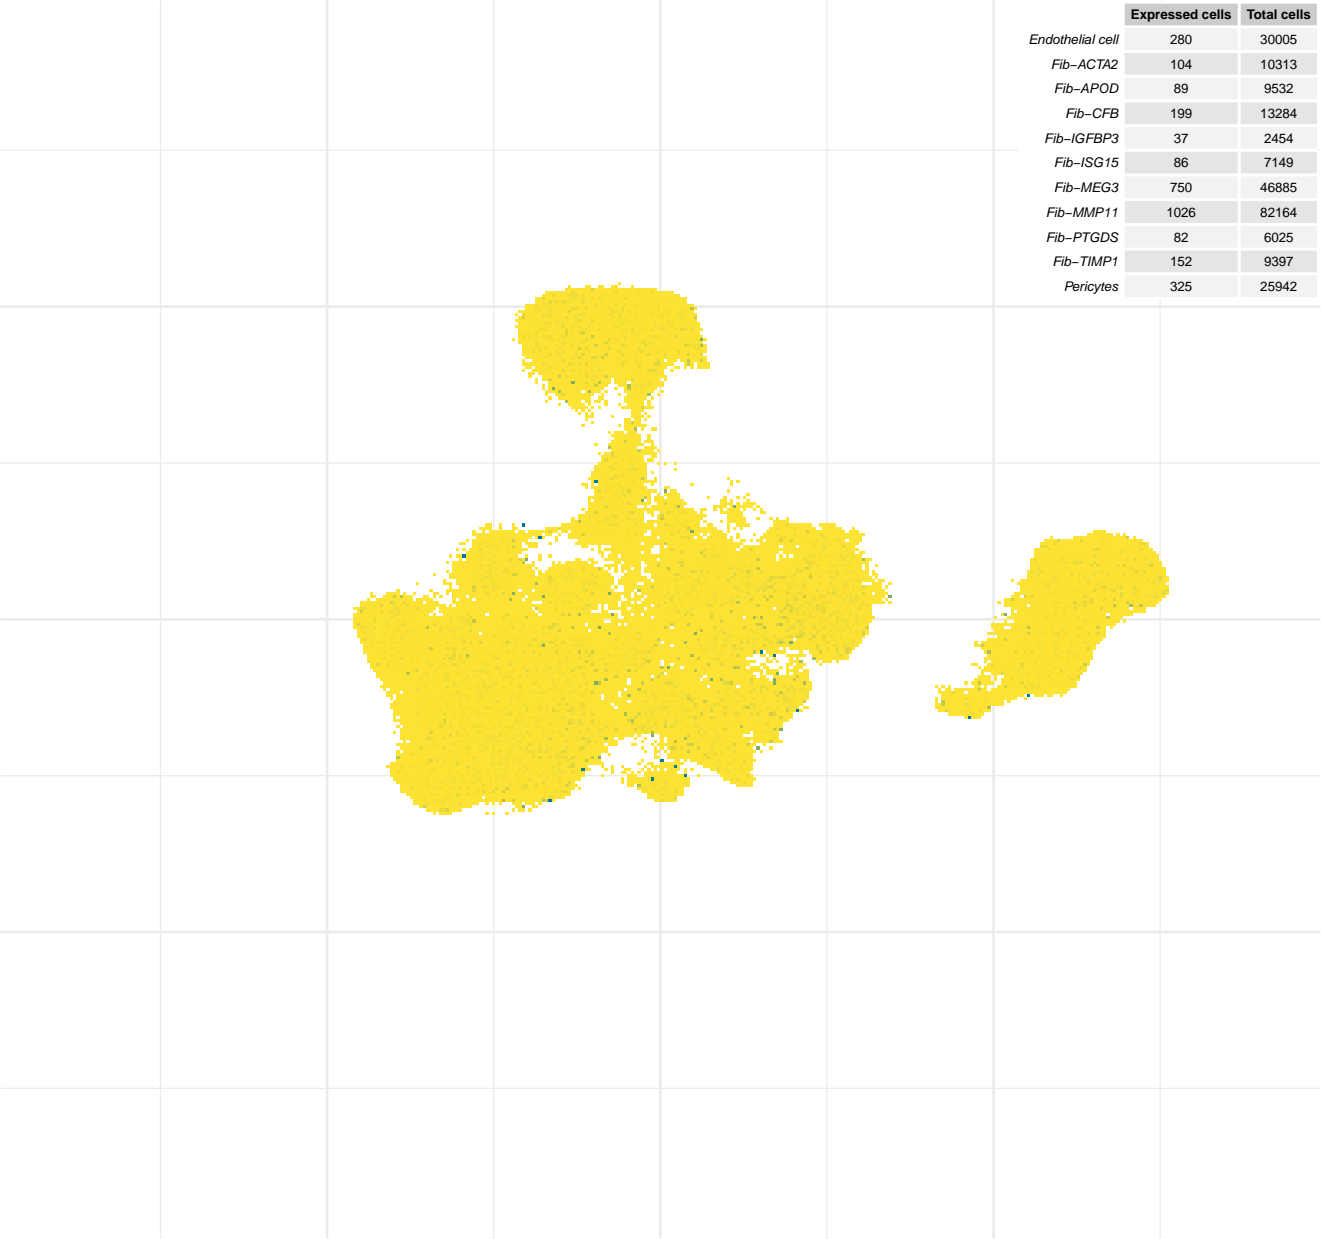 Expressed cells Total cells
Endothelial cell 280 30005
Fib−ACTA2 104 10313
Fib−APOD 89 9532
Fib−CFB 199 13284
Fib−IGFBP3 37 2454
Fib−ISG15 86 7149
Fib−MEG3 750 46885
Fib−MMP11 1026 82164
Fib−PTGDS 82 6025
Fib−TIMP1 152 9397
Pericytes 325 25942